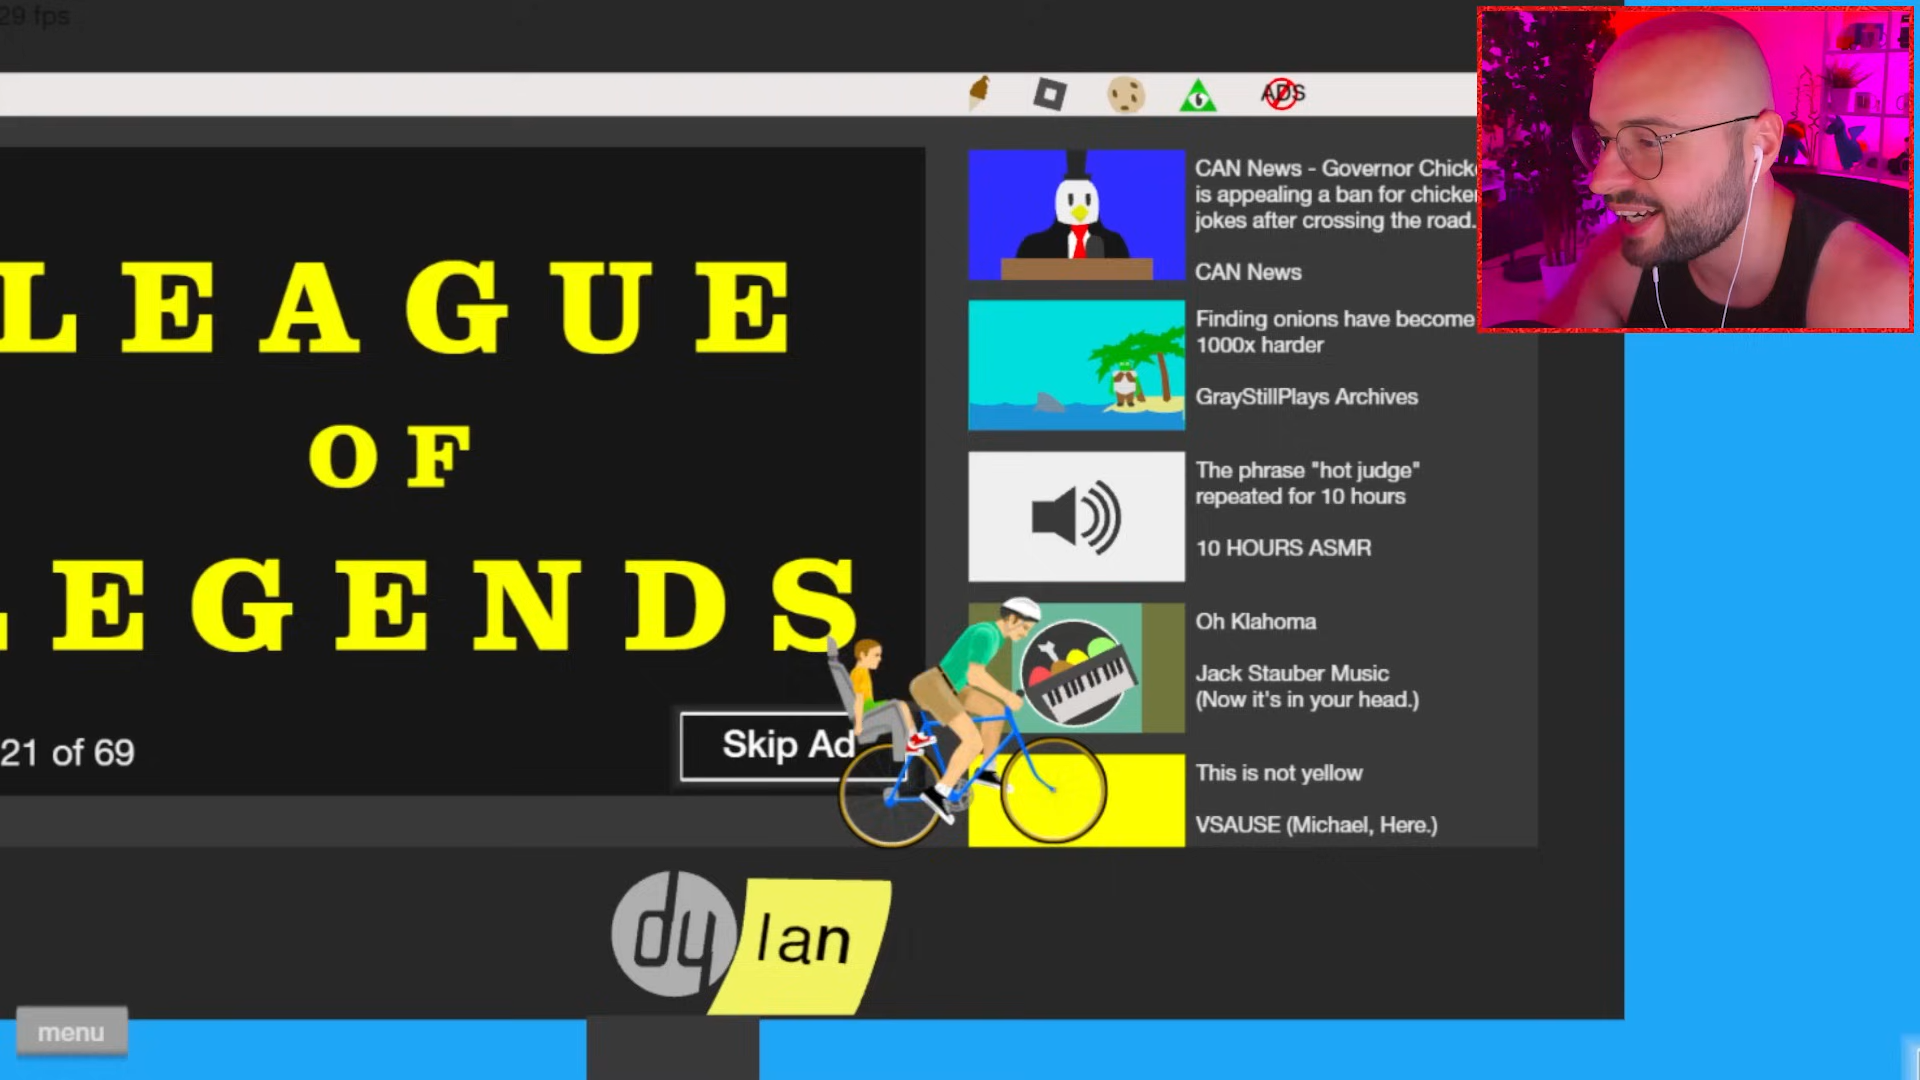 29 fps
ADS
LEAGUE
OF
LEGENDS
21 of 69
Skip Ad
CAN News - Governor
is appealing a ban for
jokes after crossing the road.
CAN News
Finding onions have become
1000x harder
GrayStillPlays Archives
The phrase "hot judge"
repeated for 10 hours
10 HOURS ASMR
Oh Klahoma
Jack Stauber Music
(Now it's in your head.)
This is not yellow
VSAUSE (Michael, Here.)
dy lan
menu